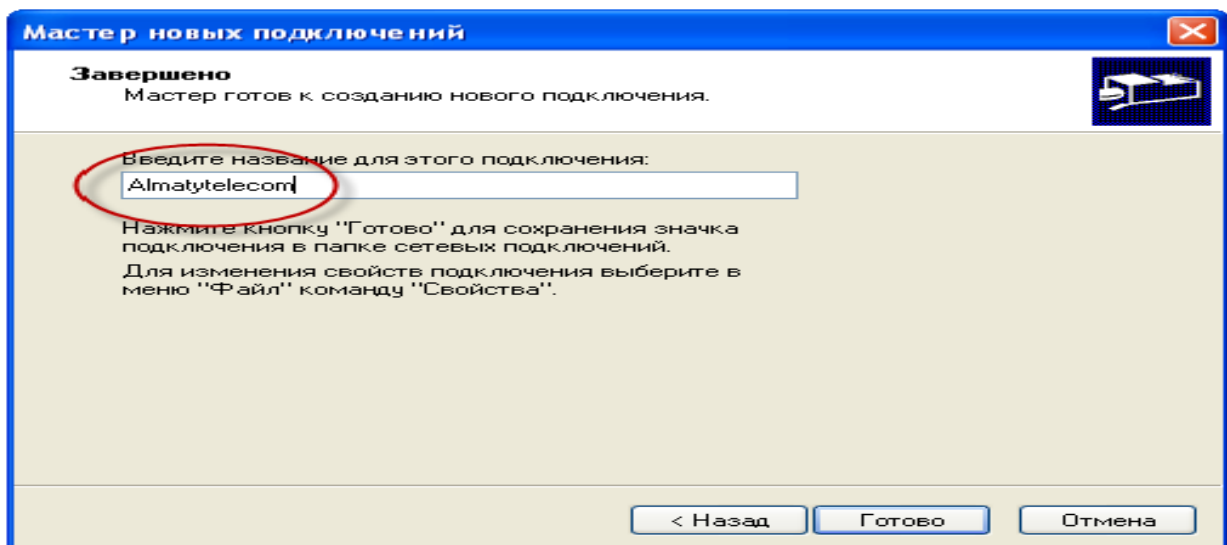 Мастер новых подключений
Завершено
Мастер готов к созданию нового подключения.
Введите название для этого подключения:
Almatytelecom
Нажмите кнопку "Готово" для сохранения значка
подключения в папке сетевых подключений.
Для изменения свойств подключения выберите в
меню "Файл" команду "Свойства".
< Назад
Готово
Отмена